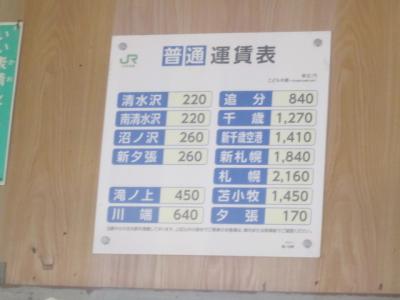 JR
普通運賃表
清水沢 220
南清水沢 220
沼ノ沢 260
新夕張 260
滝ノ上 450
川端 640
追分 840
千歳 1,270
新千歳空港 1,410
新札幌 1,840
札幌 2,160
苫小牧 1,450
夕張 170